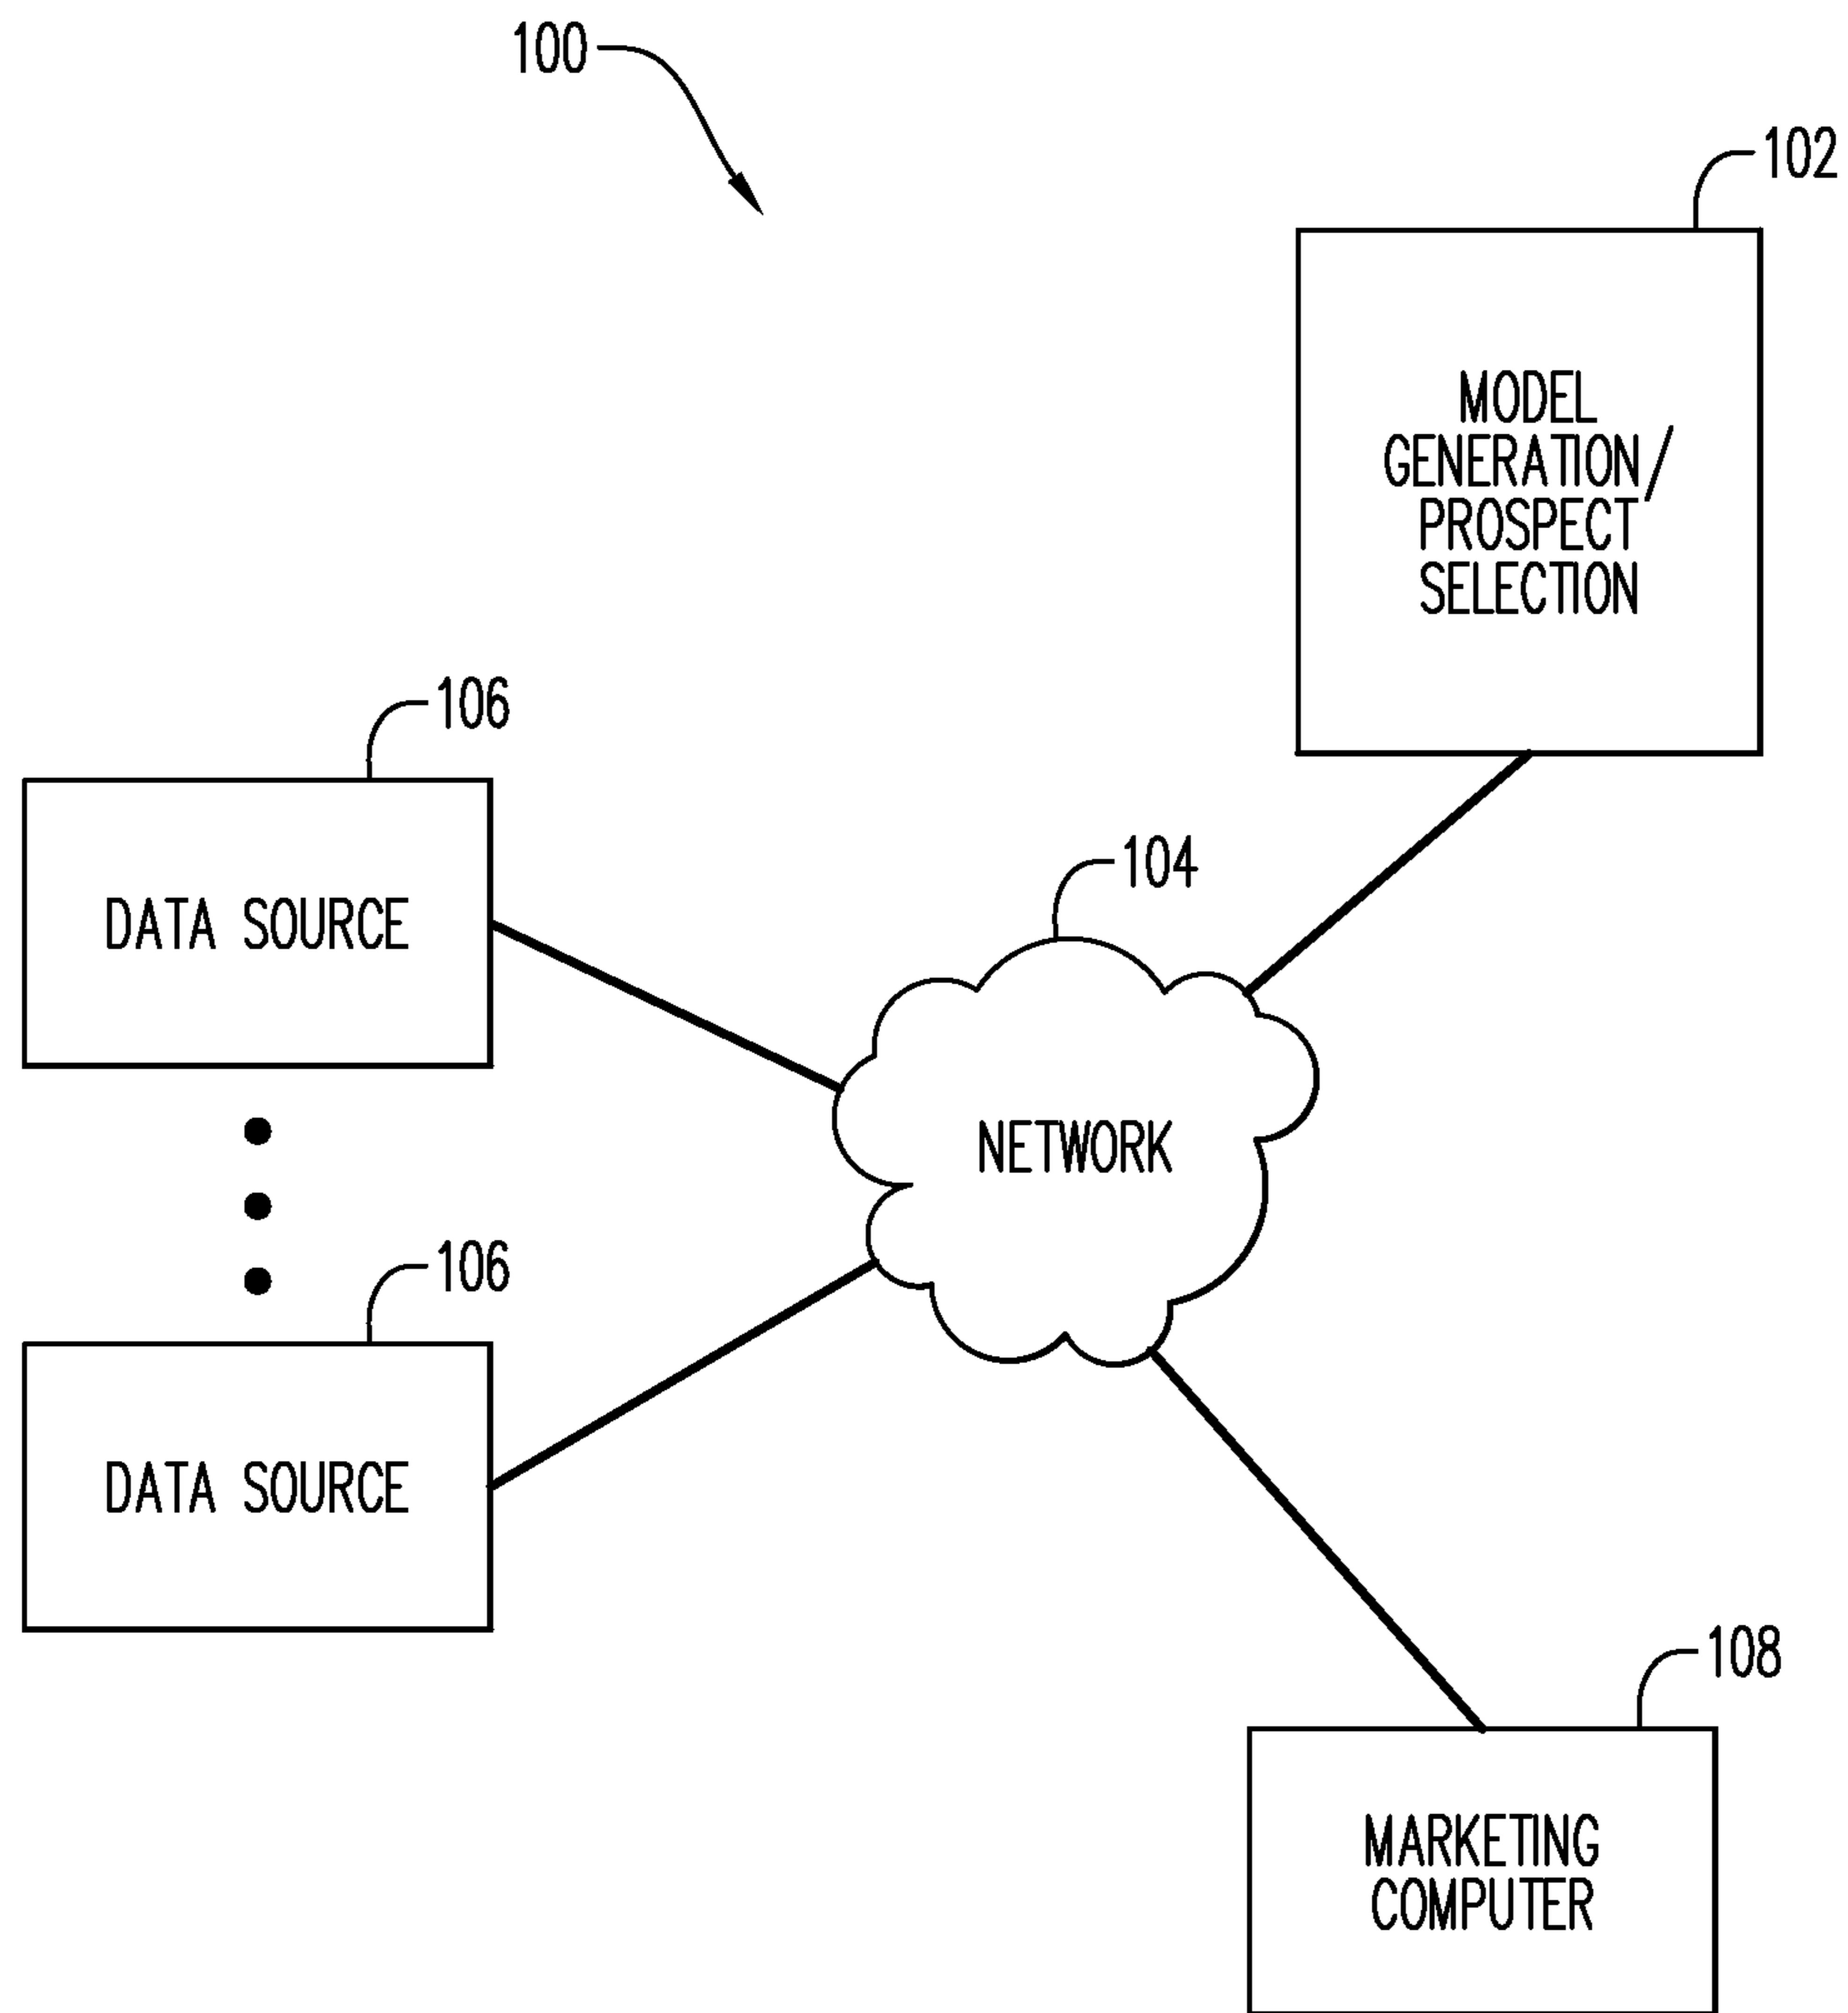 100
102
MODEL
GENERATION/
PROSPECT
SELECTION
106
DATA SOURCE
104
NETWORK
106
DATA SOURCE
108
MARKETING
COMPUTER